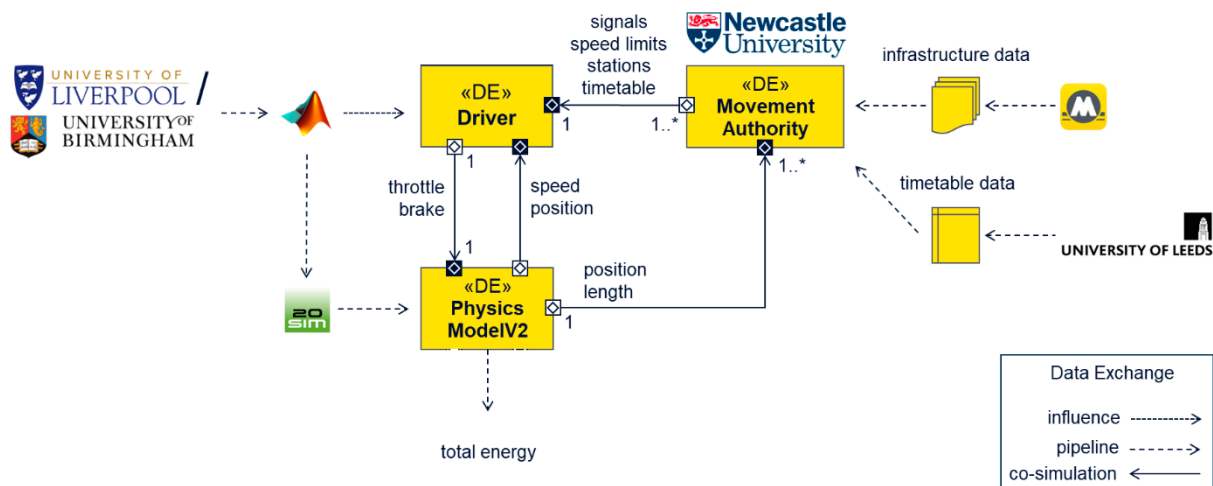 signals
speed limits
stations
timetable
Newcastle
University
infrastructure data
UNIVERSITY OF
LIVERPOOL /
UNIVERSITY OF
BIRMINGHAM
«DE»
Driver
1
1
1..*
«DE»
Movement
Authority
1..*
M
throttle
brake
speed
position
timetable data
UNIVERSITY OF LEEDS
1
20
sim
«DE»
Physics
ModelV2
1
position
length
total energy
Data Exchange
influence
pipeline
co-simulation